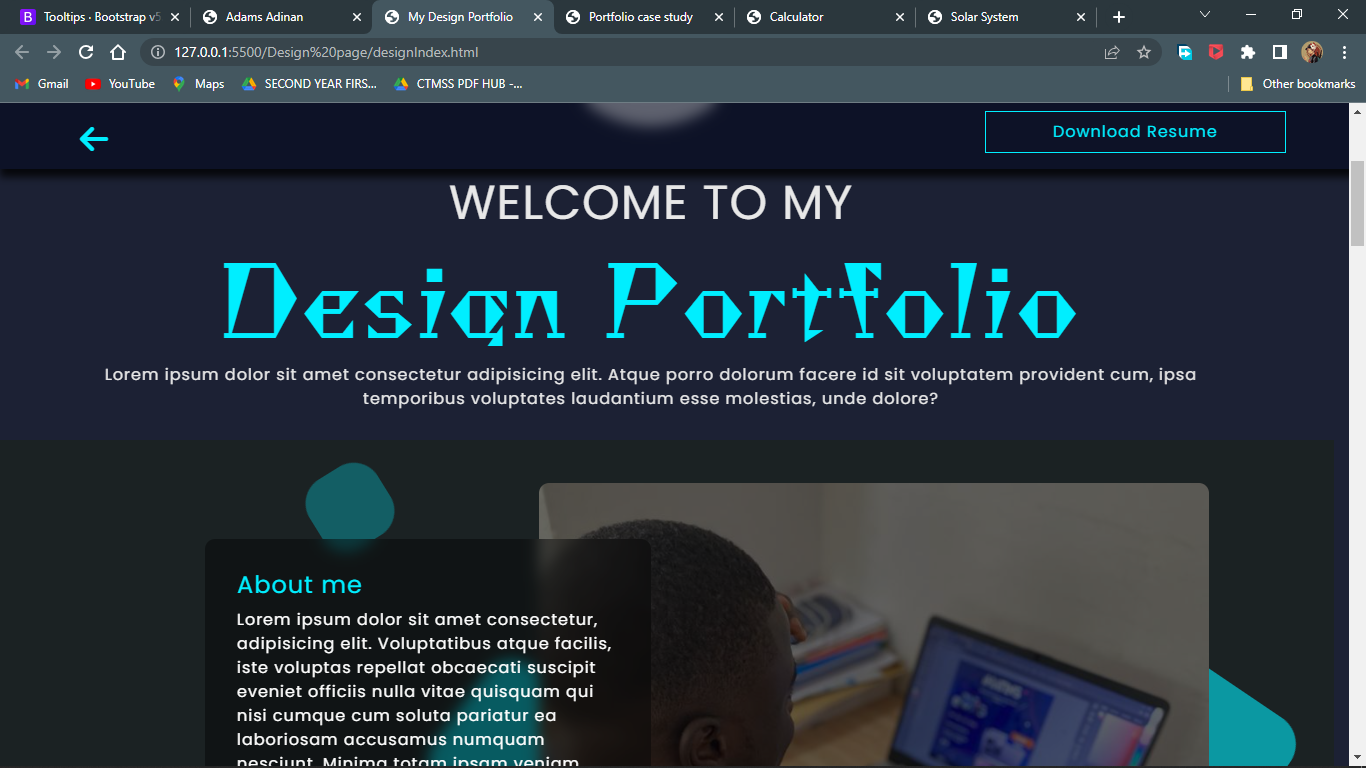 Tooltips · Bootstrap v5
Adams Adinan
My Design Portfolio
Portfolio case study
Calculator
Solar System
127.0.0.1:5500/Design%20page/designIndex.html
Gmail
YouTube
Maps
SECOND YEAR FIRS...
CTMSS PDF HUB -...
Other bookmarks
Download Resume
WELCOME TO MY
Design Portfolio
Lorem ipsum dolor sit amet consectetur adipisicing elit. Atque porro dolorum facere id sit voluptatem provident cum, ipsa
temporibus voluptates laudantium esse molestias, unde dolore?
About me
Lorem ipsum dolor sit amet consectetur,
adipisicing elit. Voluptatibus atque facilis,
iste voluptas repellat obcaecati suscipit
eveniet officiis nulla vitae quisquam qui
nisi cumque cum soluta pariatur ea
laboriosam accusamus numquam
nesciunt. Minima totam ipsam veniam